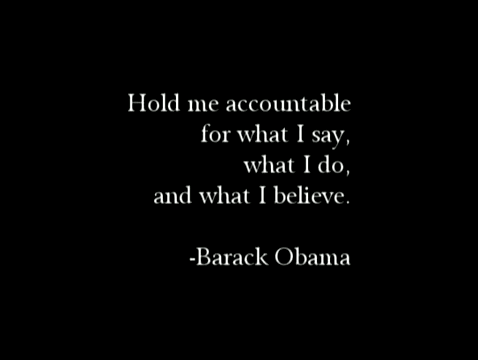 Hold me accountable
for what I say,
what I do,
and what I believe.
-Barack Obama